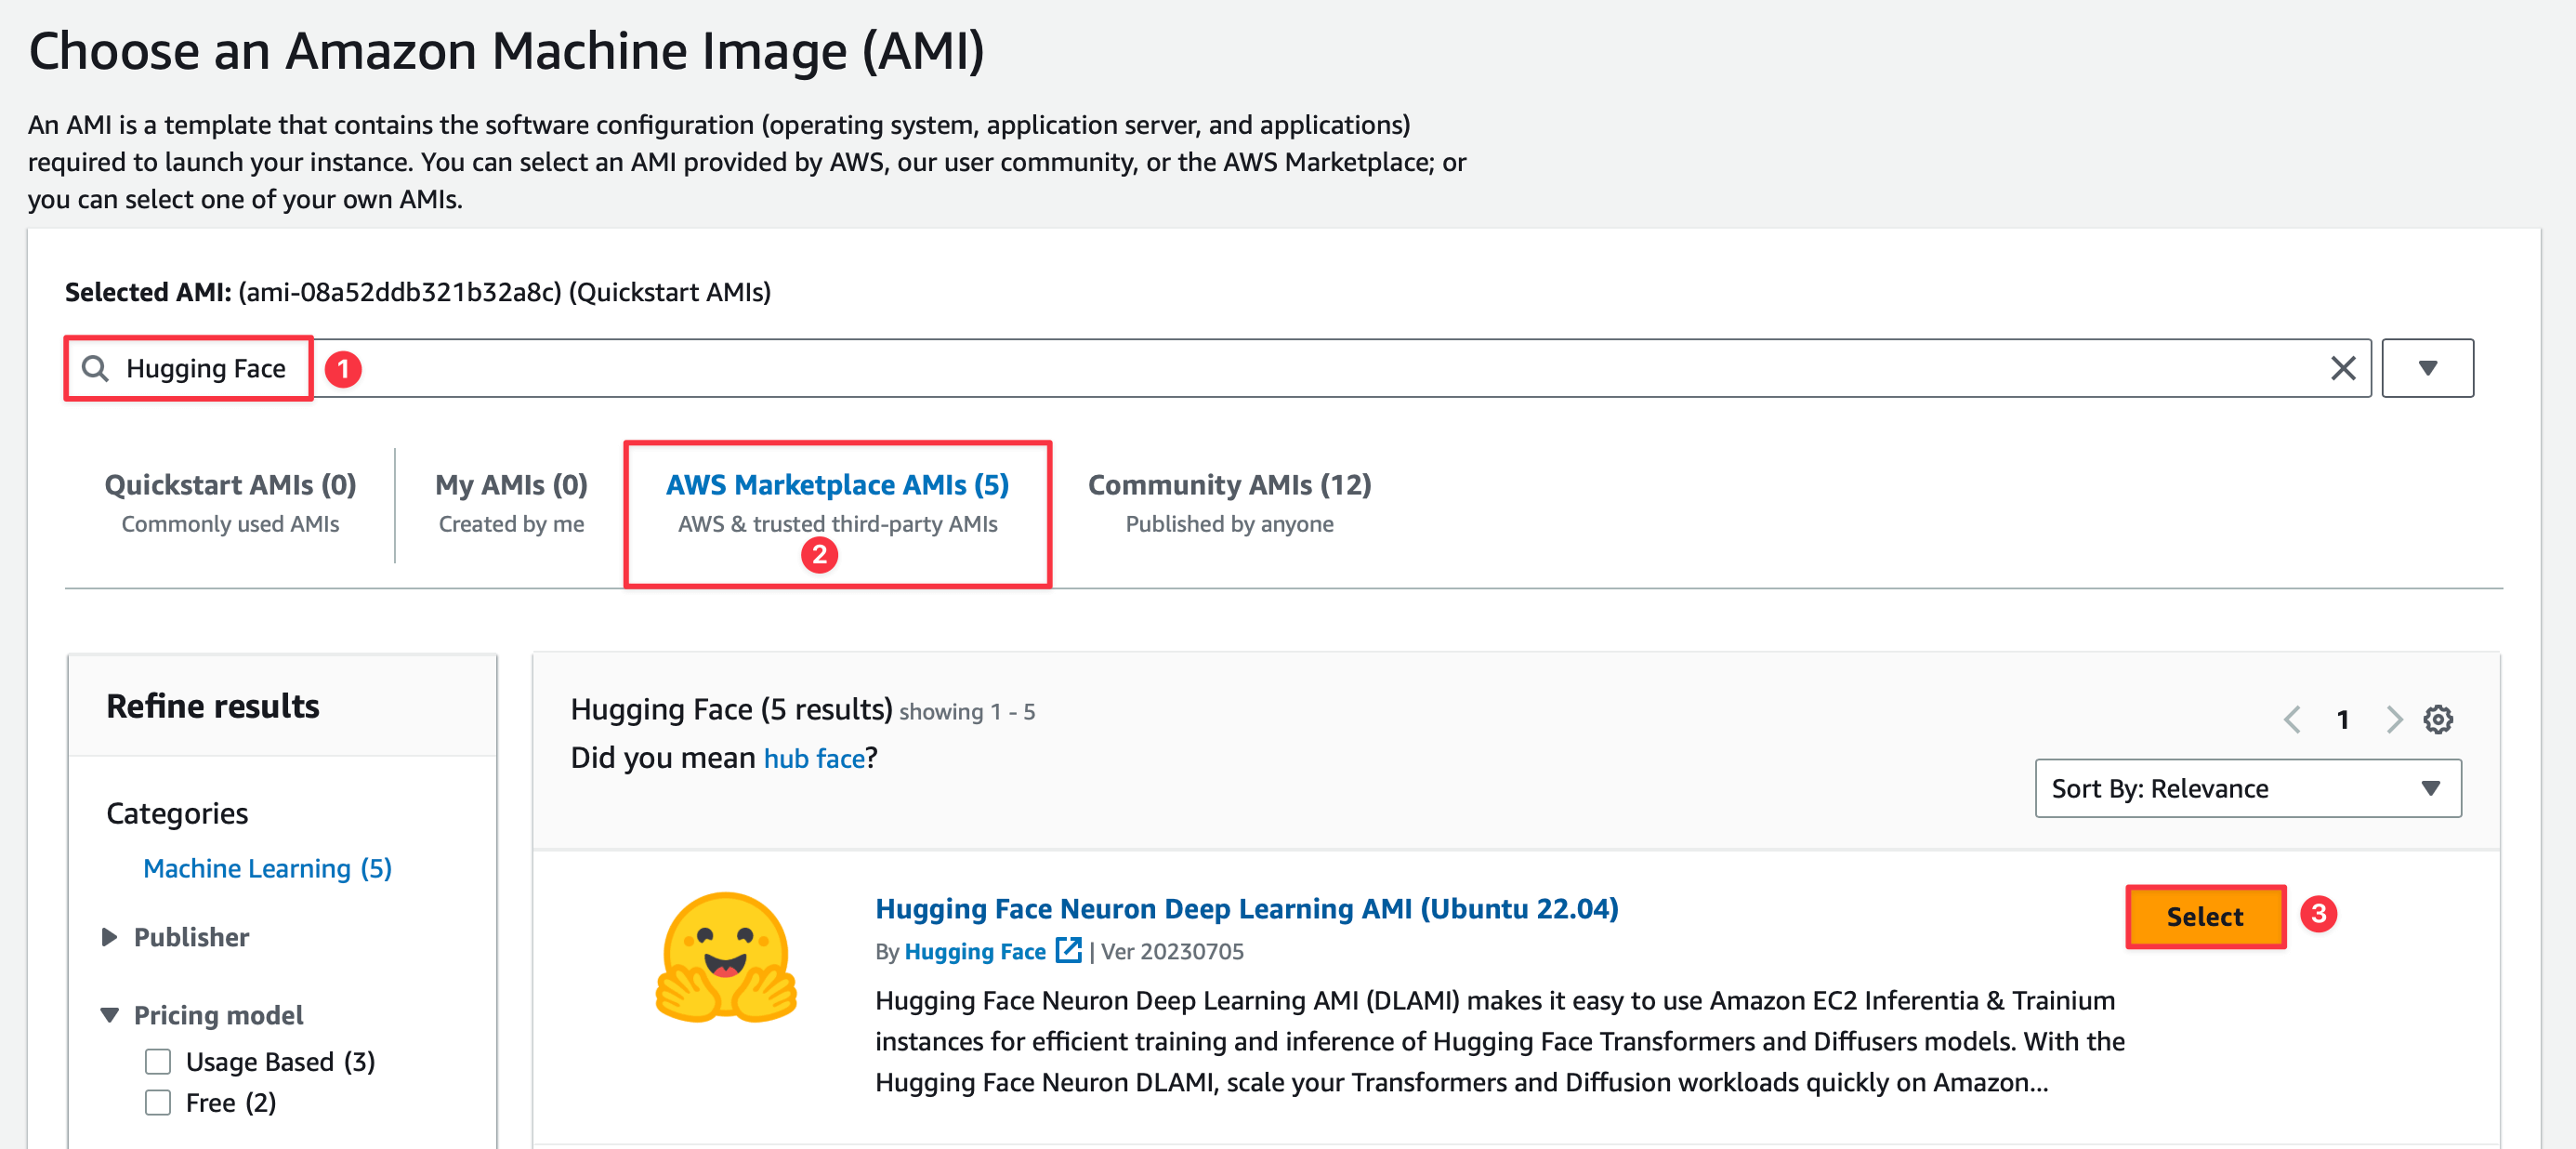 Choose an Amazon Machine Image (AMI)
An AMI is a template that contains the software configuration (operating system, application server, and applications)
required to launch your instance. You can select an AMI provided by AWS, our user community, or the AWS Marketplace; or
you can select one of your own AMIs.
Selected AMI: (ami-08a52ddb321b32a8c) (Quickstart AMIs)
Hugging Face 1
Quickstart AMIs (0)
Commonly used AMIs
My AMIs (0)
Created by me
AWS Marketplace AMIs (5)
AWS & trusted third-party AMIs
2
Community AMIs (12)
Published by anyone
Refine results
Categories
Machine Learning (5)
Publisher
Pricing model
Usage Based (3)
Free (2)
Hugging Face (5 results) showing 1 - 5
Did you mean hub face?
1
Sort By: Relevance
Hugging Face Neuron Deep Learning AMI (Ubuntu 22.04)
By Hugging Face | Ver 20230705
Select 3
Hugging Face Neuron Deep Learning AMI (DLAMI) makes it easy to use Amazon EC2 Inferentia & Trainium
instances for efficient training and inference of Hugging Face Transformers and Diffusers models. With the
Hugging Face Neuron DLAMI, scale your Transformers and Diffusion workloads quickly on Amazon...